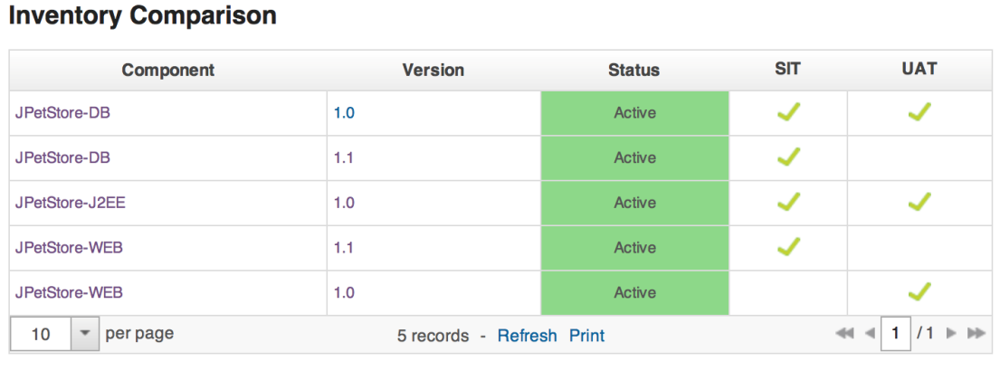 Inventory Comparison
Component Version Status SIT UAT
JPetStore-DB 1.0 Active
JPetStore-DB 1.1 Active
JPetStore-J2EE 1.0 Active
JPetStore-WEB 1.1 Active
JPetStore-WEB 1.0 Active
10 per page 5 records - Refresh Print 1 / 1